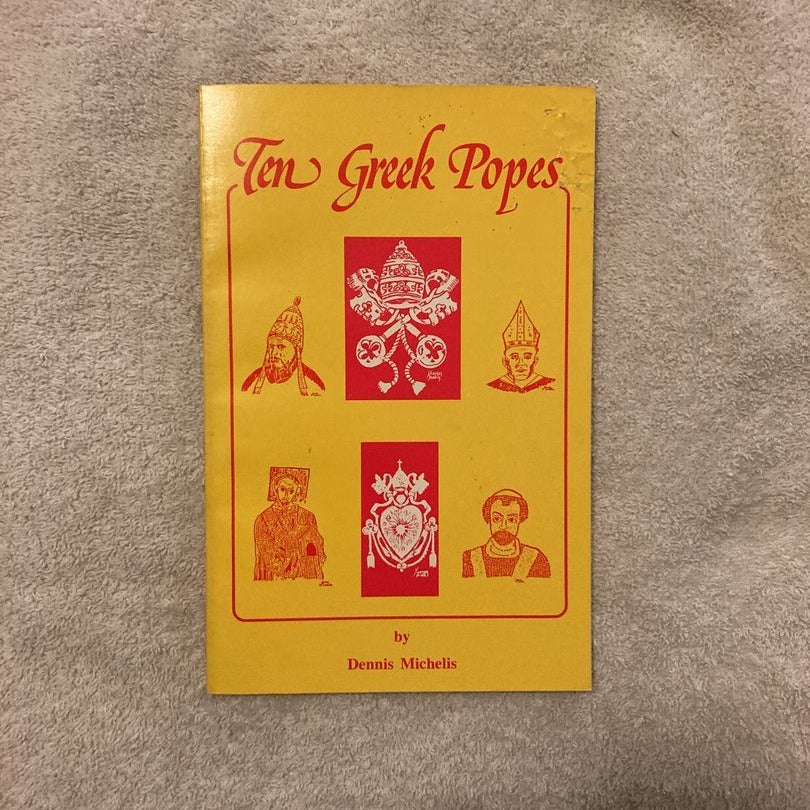 Ten Greek Popes
by
Dennis Michelis